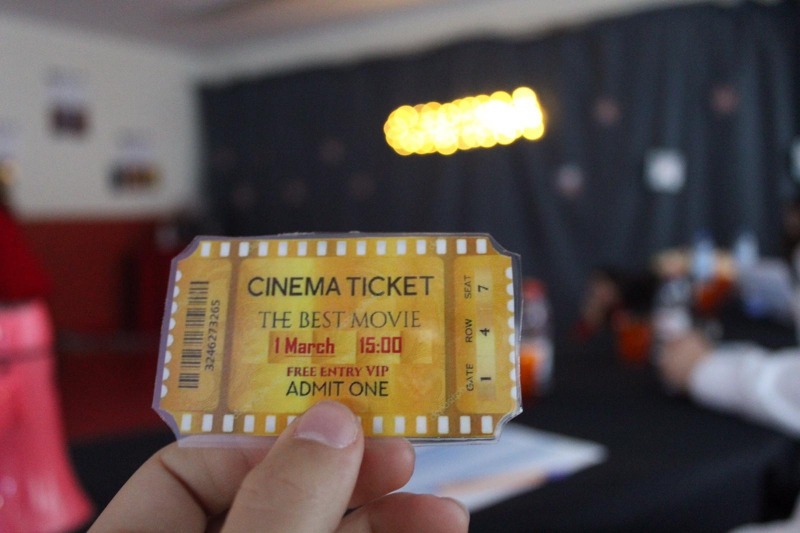 CINEMA TICKET
THE BEST MOVIE
1 March 15:00
FREE ENTRY VIP
ADMIT ONE
3246273265
GATE 1 ROW 4 SEAT 7